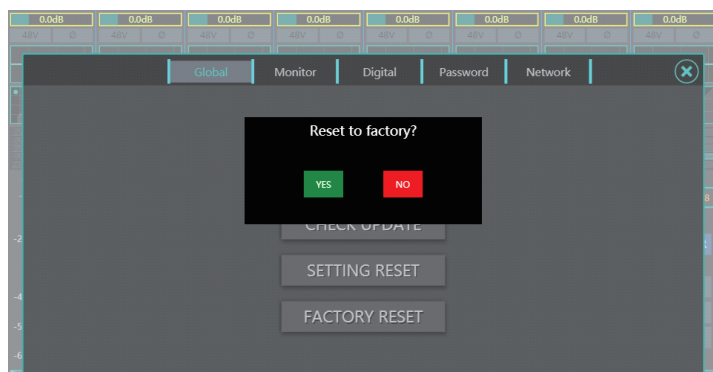 0.0dB 0.0dB 0.0dB 0.0dB 0.0dB 0.0dB 0.0dB 0.0dB
48V Ø 48V Ø 48V Ø 48V Ø 48V Ø 48V Ø 48V Ø 48V Ø
Global Monitor Digital Password Network
Reset to factory?
YES NO
CHECK UPDATE
SETTING RESET
FACTORY RESET
-2
-4
-5
-6